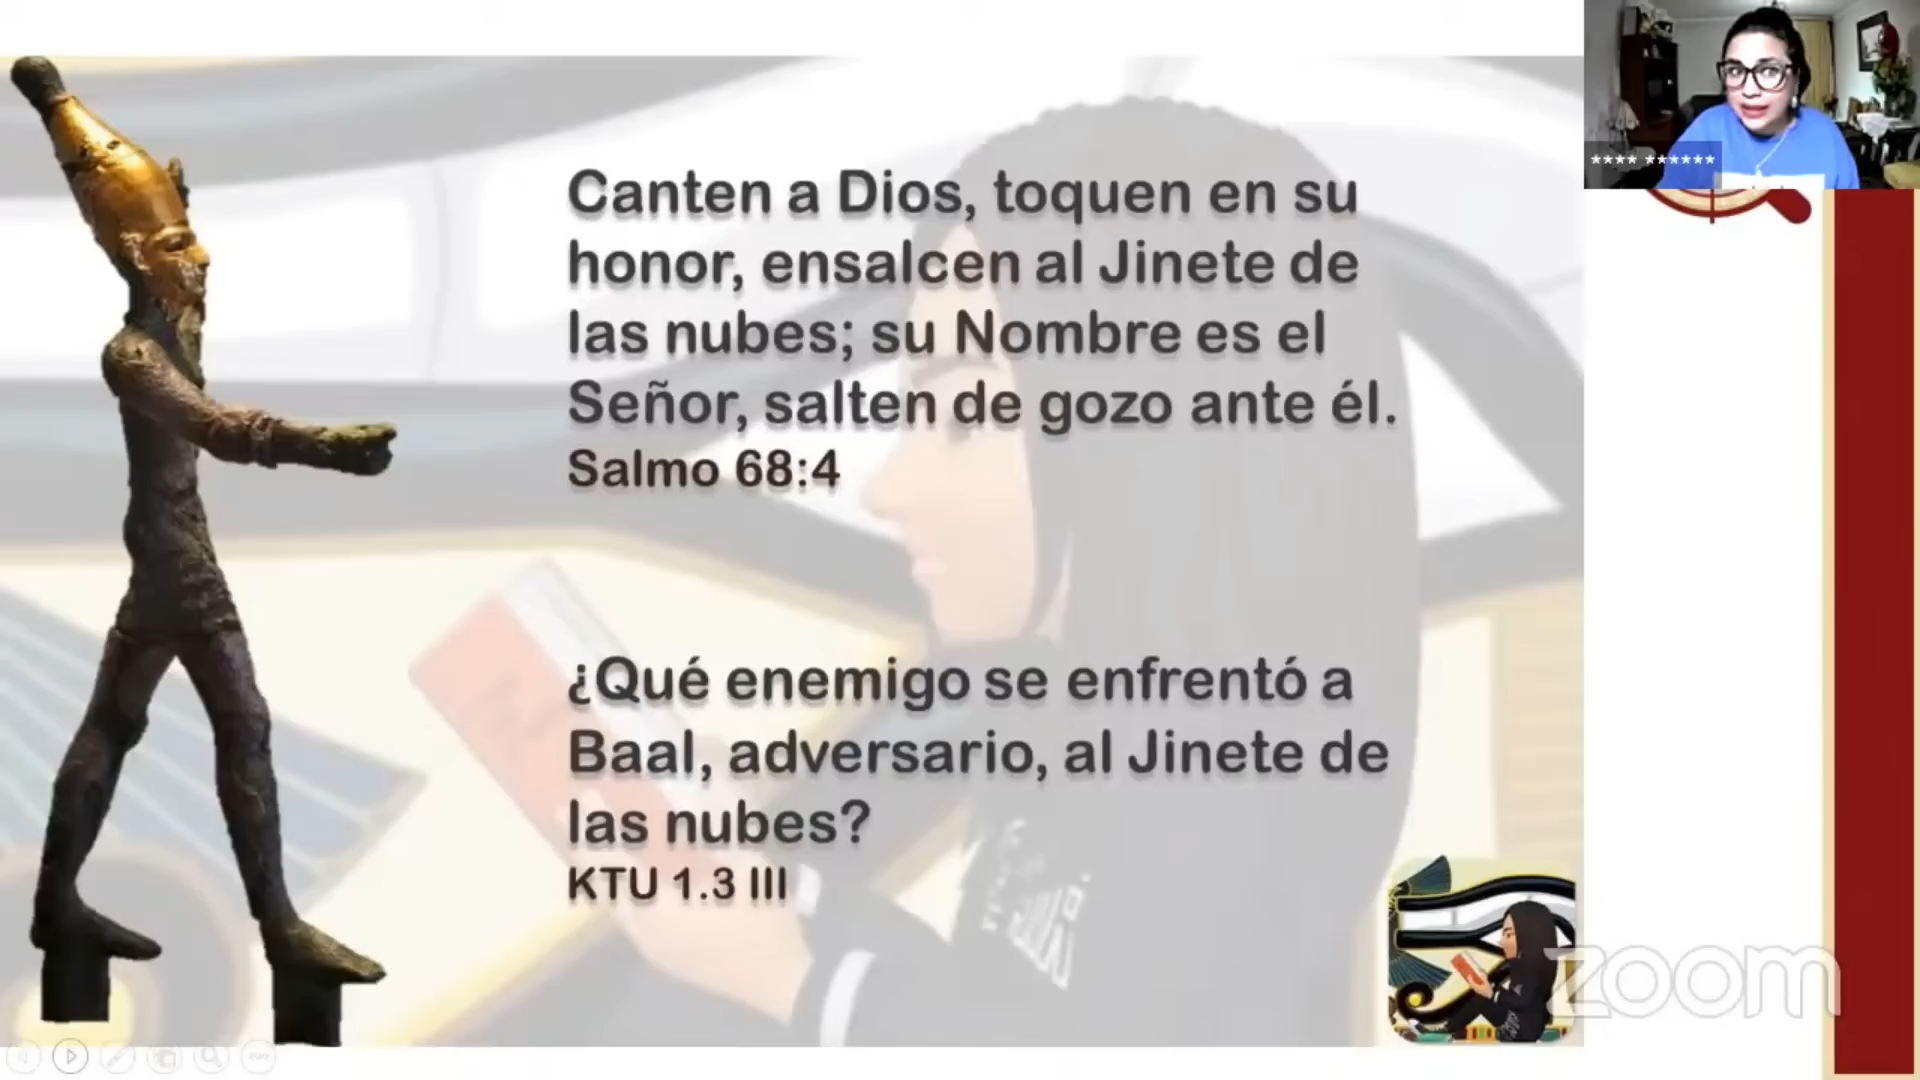 **** ******
Canten a Dios, toquen en su
honor, ensalcen al Jinete de
las nubes; su Nombre es el
Señor, salten de gozo ante él.
Salmo 68:4
¿Qué enemigo se enfrentó a
Baal, adversario, al Jinete de
las nubes?
KTU 1.3 III
zoom